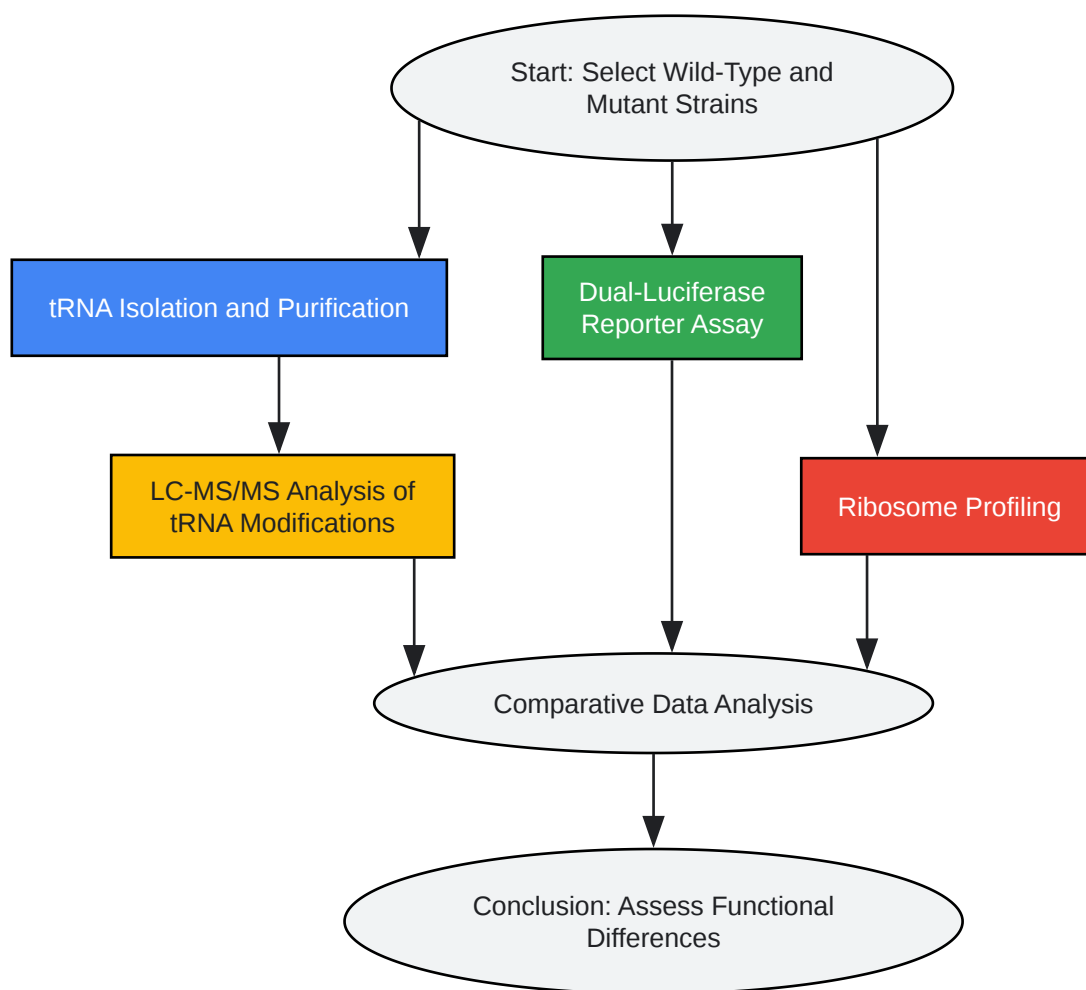 Start: Select Wild-Type and
Mutant Strains
tRNA Isolation and Purification
Dual-Luciferase
Reporter Assay
LC-MS/MS Analysis of
tRNA Modifications
Ribosome Profiling
Comparative Data Analysis
Conclusion: Assess Functional
Differences